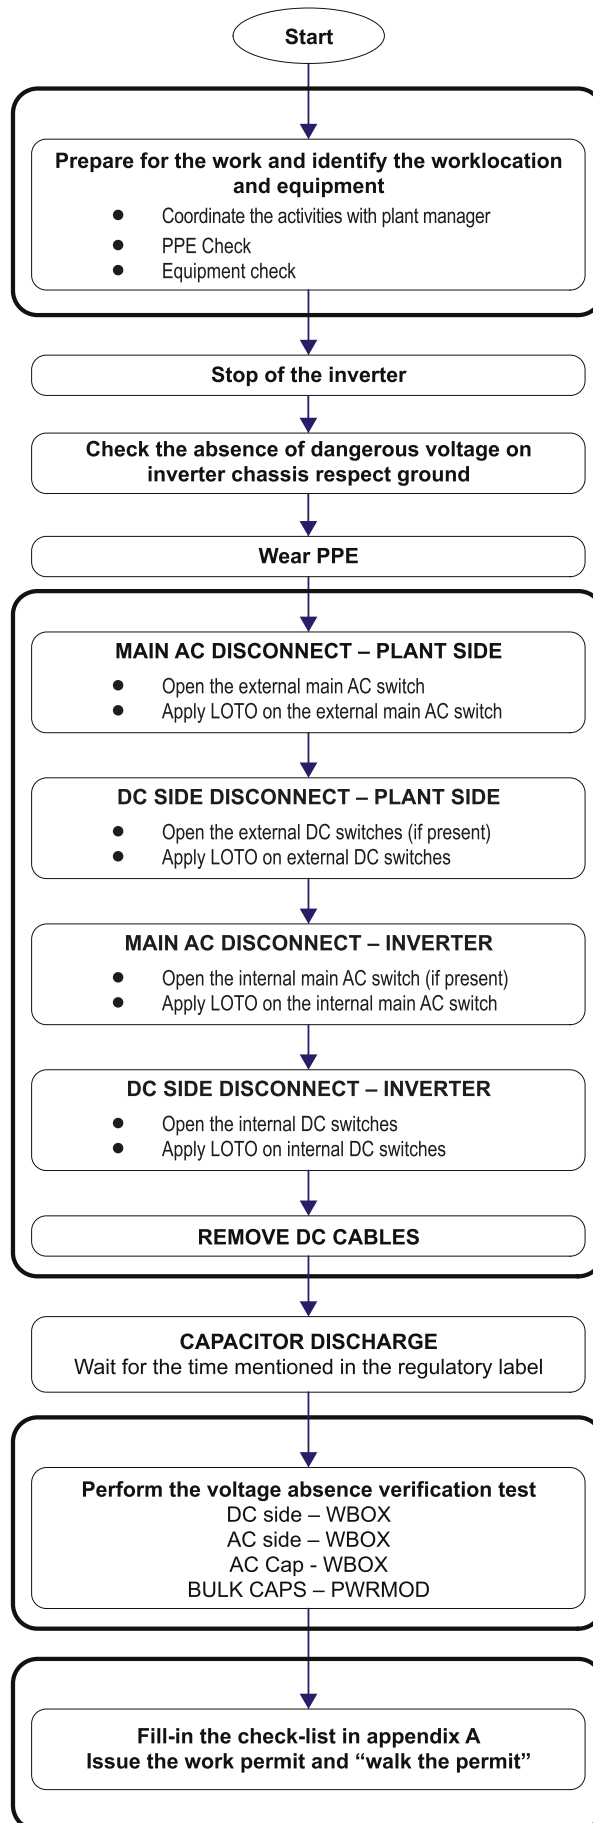 Start
Prepare for the work and identify the worklocation
and equipment
● Coordinate the activities with plant manager
● PPE Check
● Equipment check
Stop of the inverter
Check the absence of dangerous voltage on
inverter chassis respect ground
Wear PPE
MAIN AC DISCONNECT – PLANT SIDE
● Open the external main AC switch
● Apply LOTO on the external main AC switch
DC SIDE DISCONNECT – PLANT SIDE
● Open the external DC switches (if present)
● Apply LOTO on external DC switches
MAIN AC DISCONNECT – INVERTER
● Open the internal main AC switch (if present)
● Apply LOTO on the internal main AC switch
DC SIDE DISCONNECT – INVERTER
● Open the internal DC switches
● Apply LOTO on internal DC switches
REMOVE DC CABLES
CAPACITOR DISCHARGE
Wait for the time mentioned in the regulatory label
Perform the voltage absence verification test
DC side – WBOX
AC side – WBOX
AC Cap - WBOX
BULK CAPS – PWRMOD
Fill-in the check-list in appendix A
Issue the work permit and “walk the permit”